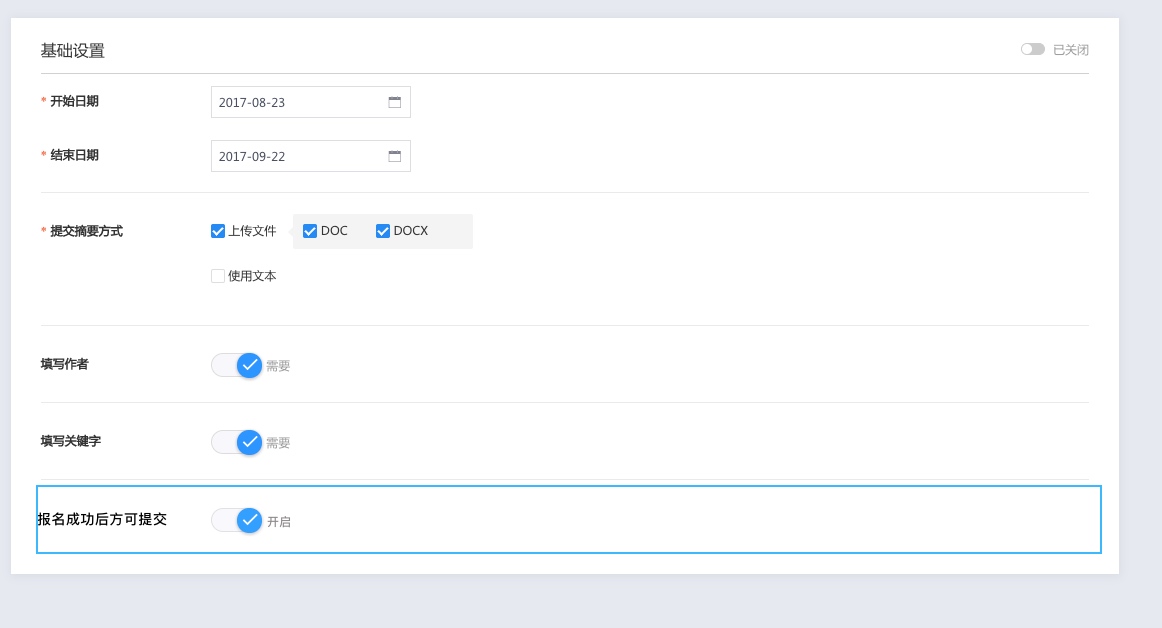 基础设置 已关闭
* 开始日期 2017-08-23
* 结束日期 2017-09-22
* 提交摘要方式 上传文件 DOC DOCX
使用文本
填写作者 需要
填写关键字 需要
报名成功后方可提交 开启